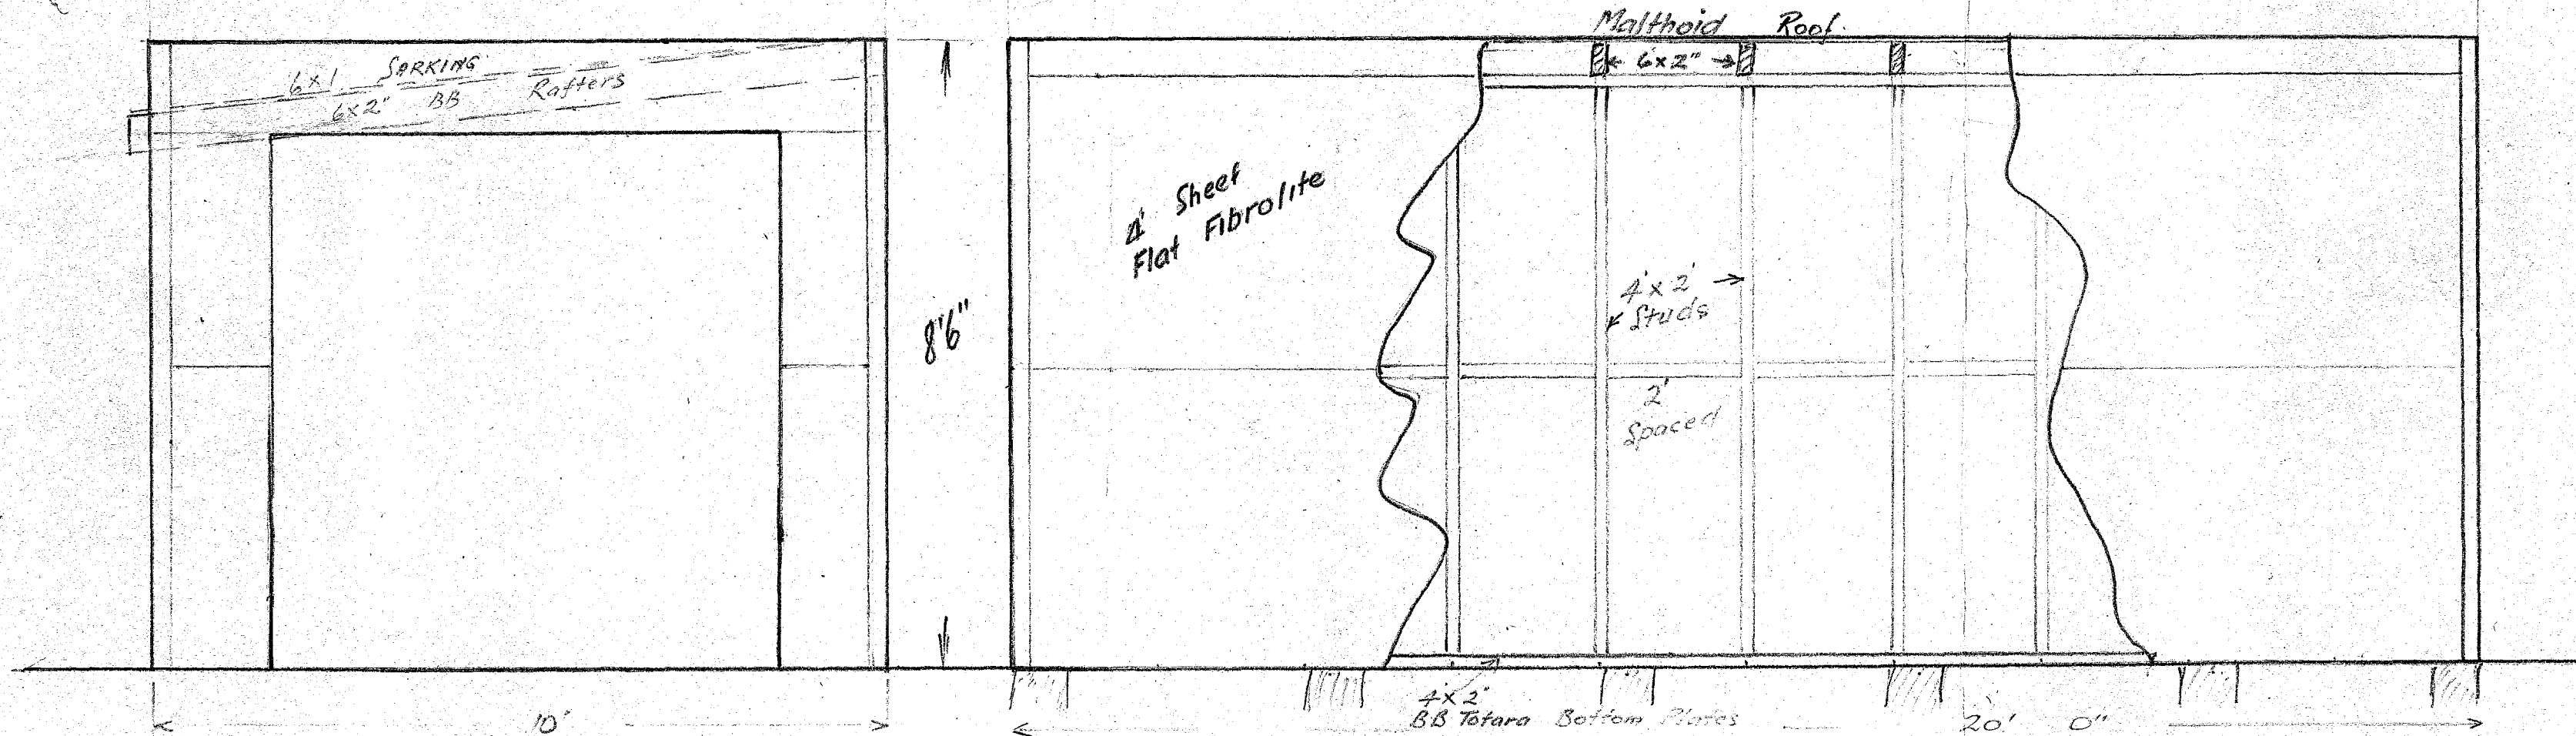 6x1 SARKING
6x2" BB Rafters
8'6"
10'
Malthoid Roof.
6x2"
4' Sheet
Flat Fibrolite
4'x2'
Studs
2'
Spaced
4x2"
BB Totara Bottom Plates
20' 0"